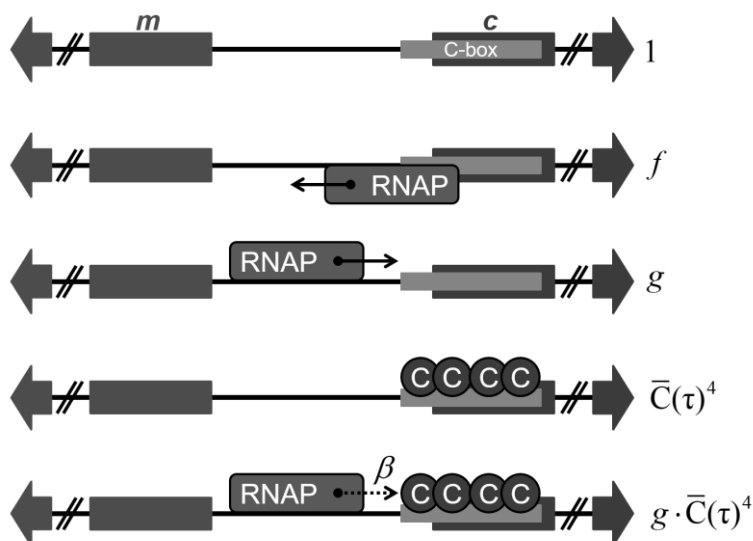 m c
C-box 1
RNAP f
RNAP g
C C C C C̅(τ)⁴
β
RNAP C C C C g · C̅(τ)⁴